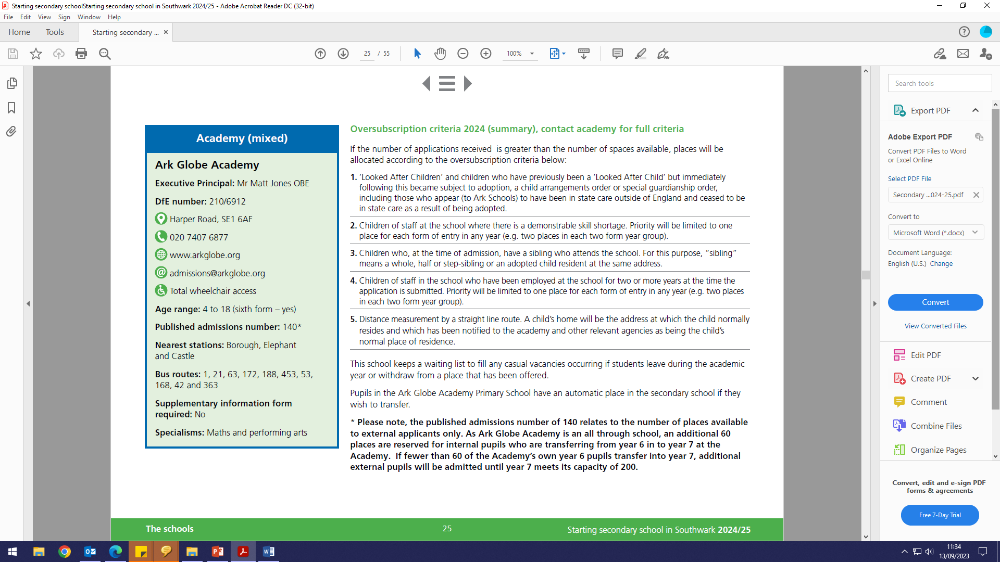 Starting secondary schoolStarting secondary school in Southwark 2024/25 - Adobe Acrobat Reader DC (32-bit)
File Edit View Sign Window Help
Home Tools Starting secondary ...
25 / 55 100%
Search tools
Export PDF
Adobe Export PDF
Convert PDF Files to Word
or Excel Online
Select PDF File
Secondary ...024-25.pdf
Convert to
Microsoft Word (*.docx)
Document Language:
English (U.S.) Change
Convert
View Converted Files
Edit PDF
Create PDF
Comment
Combine Files
Organize Pages
Convert, edit and e-sign PDF
forms & agreements
Free 7-Day Trial
Academy (mixed)
Ark Globe Academy
Executive Principal: Mr Matt Jones OBE
DfE number: 210/6912
Harper Road, SE1 6AF
020 7407 6877
www.arkglobe.org
admissions@arkglobe.org
Total wheelchair access
Age range: 4 to 18 (sixth form – yes)
Published admissions number: 140*
Nearest stations: Borough, Elephant
and Castle
Bus routes: 1, 21, 63, 172, 188, 453, 53,
168, 42 and 363
Supplementary information form
required: No
Specialisms: Maths and performing arts
Oversubscription criteria 2024 (summary), contact academy for full criteria
If the number of applications received is greater than the number of spaces available, places will be
allocated according to the oversubscription criteria below:
1. ‘Looked After Children’ and children who have previously been a ‘Looked After Child’ but immediately
following this became subject to adoption, a child arrangements order or special guardianship order,
including those who appear (to Ark Schools) to have been in state care outside of England and ceased to be
in state care as a result of being adopted.
2. Children of staff at the school where there is a demonstrable skill shortage. Priority will be limited to one
place for each form of entry in any year (e.g. two places in each two form year group).
3. Children who, at the time of admission, have a sibling who attends the school. For this purpose, “sibling”
means a whole, half or step-sibling or an adopted child resident at the same address.
4. Children of staff in the school who have been employed at the school for two or more years at the time the
application is submitted. Priority will be limited to one place for each form of entry in any year (e.g. two places
in each two form year group).
5. Distance measurement by a straight line route. A child’s home will be the address at which the child normally
resides and which has been notified to the academy and other relevant agencies as being the child’s
normal place of residence.
This school keeps a waiting list to fill any casual vacancies occurring if students leave during the academic
year or withdraw from a place that has been offered.
Pupils in the Ark Globe Academy Primary School have an automatic place in the secondary school if they
wish to transfer.
* Please note, the published admissions number of 140 relates to the number of places available
to external applicants only. As Ark Globe Academy is an all through school, an additional 60
places are reserved for internal pupils who are transferring from year 6 in to year 7 at the
Academy. If fewer than 60 of the Academy’s own year 6 pupils transfer into year 7, additional
external pupils will be admitted until year 7 meets its capacity of 200.
The schools 25 Starting secondary school in Southwark 2024/25
11:34
13/09/2023